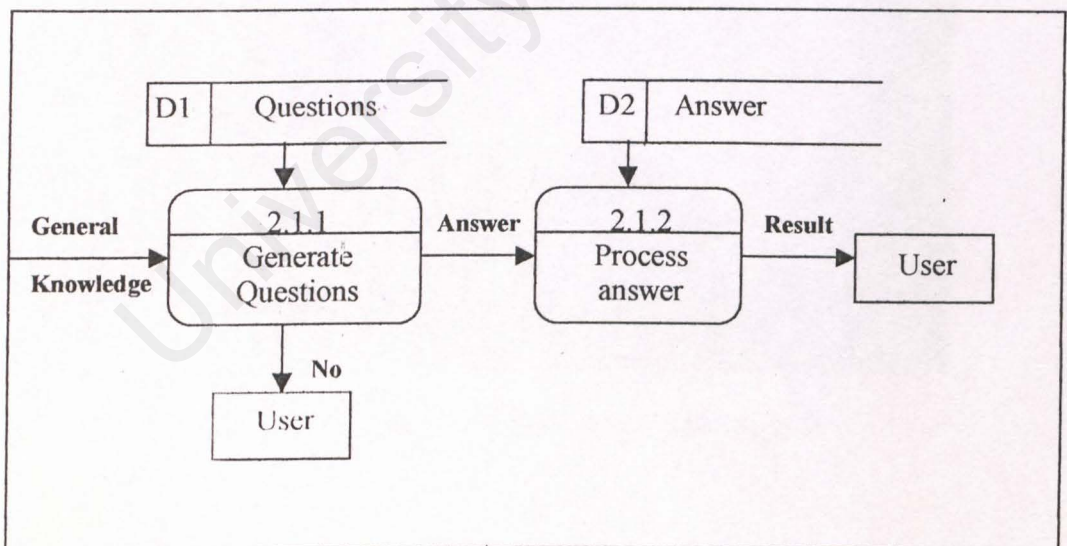 University
D1 Questions
D2 Answer
General
Knowledge
2.1.1
Generate
Questions
Answer
2.1.2
Process
answer
Result
User
No
User